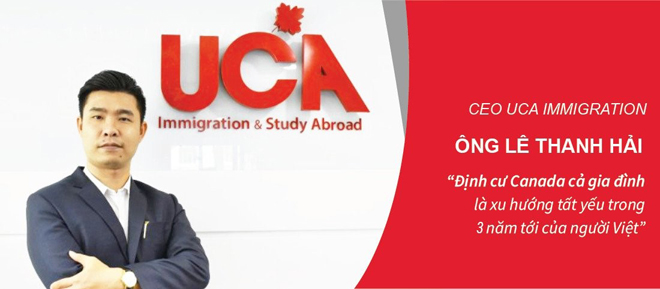 UCA
Immigration & Study Abroad
CEO UCA IMMIGRATION
ÔNG LÊ THANH HẢI
“Định cư Canada cả gia đình
là xu hướng tất yếu trong
3 năm tới của người Việt”